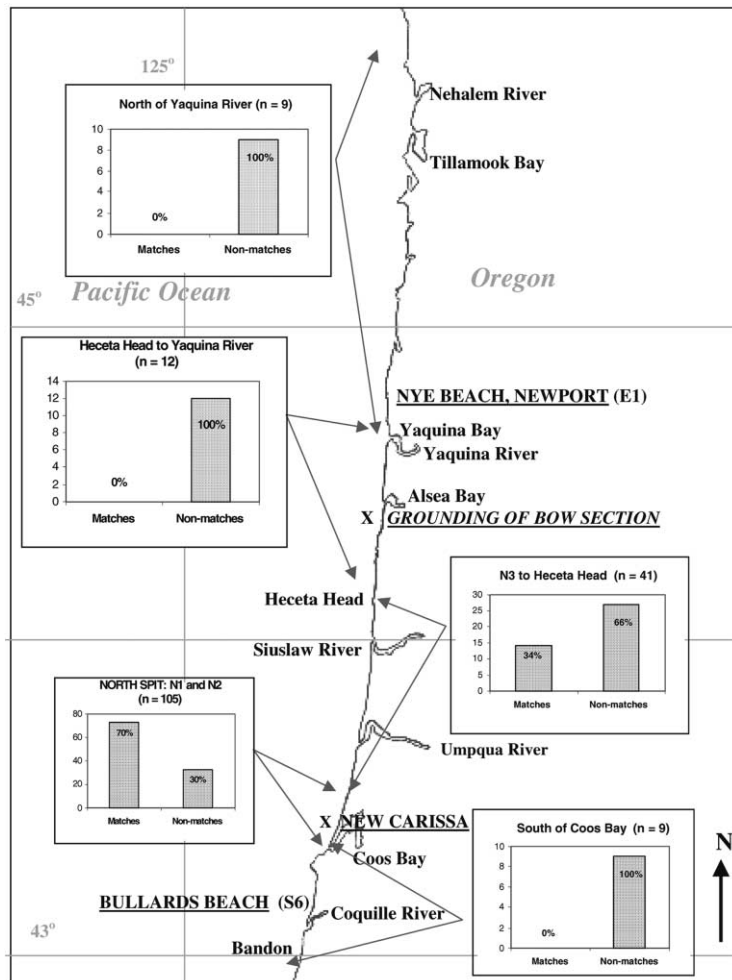 125°
North of Yaquina River (n = 9)
10
8
6
4
2
0
0%
100%
Matches
Non-matches
Nehalem River
Tillamook Bay
45°
Pacific Ocean
Oregon
Heceta Head to Yaquina River
(n = 12)
14
12
10
8
6
4
2
0
0%
100%
Matches
Non-matches
NYE BEACH, NEWPORT (E1)
Yaquina Bay
Yaquina River
Alsea Bay
X GROUNDING OF BOW SECTION
N3 to Heceta Head (n = 41)
30
25
20
15
10
5
0
34%
66%
Matches
Non-matches
Heceta Head
Siuslaw River
NORTH SPIT: N1 and N2
(n = 105)
80
60
40
20
0
70%
30%
Matches
Non-matches
Umpqua River
X NEW CARISSA
Coos Bay
South of Coos Bay (n = 9)
10
8
6
4
2
0
0%
100%
Matches
Non-matches
N
BULLARDS BEACH (S6)
Coquille River
43°
Bandon